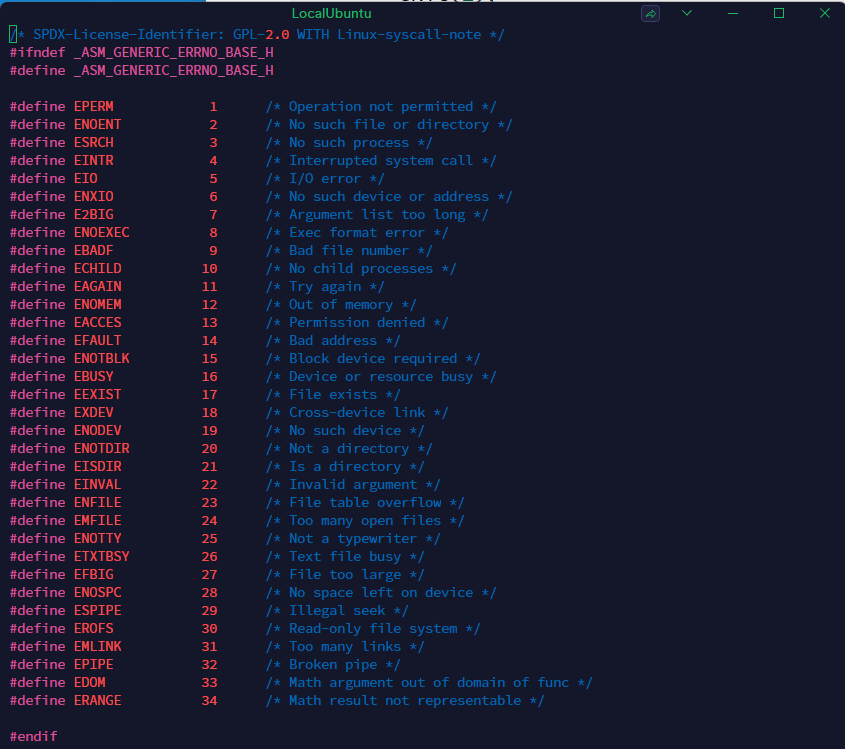 LocalUbuntu
/* SPDX-License-Identifier: GPL-2.0 WITH Linux-syscall-note */
#ifndef _ASM_GENERIC_ERRNO_BASE_H
#define _ASM_GENERIC_ERRNO_BASE_H
#define EPERM 1 /* Operation not permitted */
#define ENOENT 2 /* No such file or directory */
#define ESRCH 3 /* No such process */
#define EINTR 4 /* Interrupted system call */
#define EIO 5 /* I/O error */
#define ENXIO 6 /* No such device or address */
#define E2BIG 7 /* Argument list too long */
#define ENOEXEC 8 /* Exec format error */
#define EBADF 9 /* Bad file number */
#define ECHILD 10 /* No child processes */
#define EAGAIN 11 /* Try again */
#define ENOMEM 12 /* Out of memory */
#define EACCES 13 /* Permission denied */
#define EFAULT 14 /* Bad address */
#define ENOTBLK 15 /* Block device required */
#define EBUSY 16 /* Device or resource busy */
#define EEXIST 17 /* File exists */
#define EXDEV 18 /* Cross-device link */
#define ENODEV 19 /* No such device */
#define ENOTDIR 20 /* Not a directory */
#define EISDIR 21 /* Is a directory */
#define EINVAL 22 /* Invalid argument */
#define ENFILE 23 /* File table overflow */
#define EMFILE 24 /* Too many open files */
#define ENOTTY 25 /* Not a typewriter */
#define ETXTBSY 26 /* Text file busy */
#define EFBIG 27 /* File too large */
#define ENOSPC 28 /* No space left on device */
#define ESPIPE 29 /* Illegal seek */
#define EROFS 30 /* Read-only file system */
#define EMLINK 31 /* Too many links */
#define EPIPE 32 /* Broken pipe */
#define EDOM 33 /* Math argument out of domain of func */
#define ERANGE 34 /* Math result not representable */
#endif